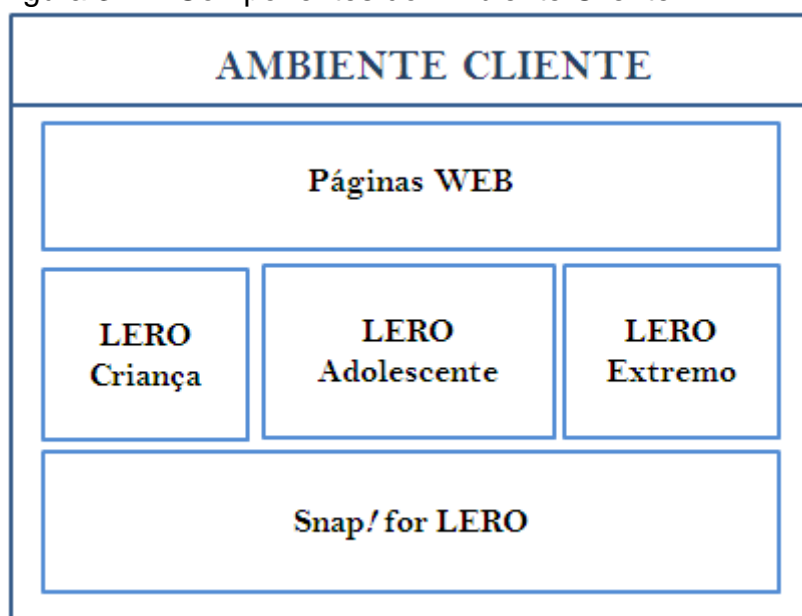 AMBIENTE CLIENTE
Páginas WEB
LERO
Criança
LERO
Adolescente
LERO
Extremo
Snap! for LERO